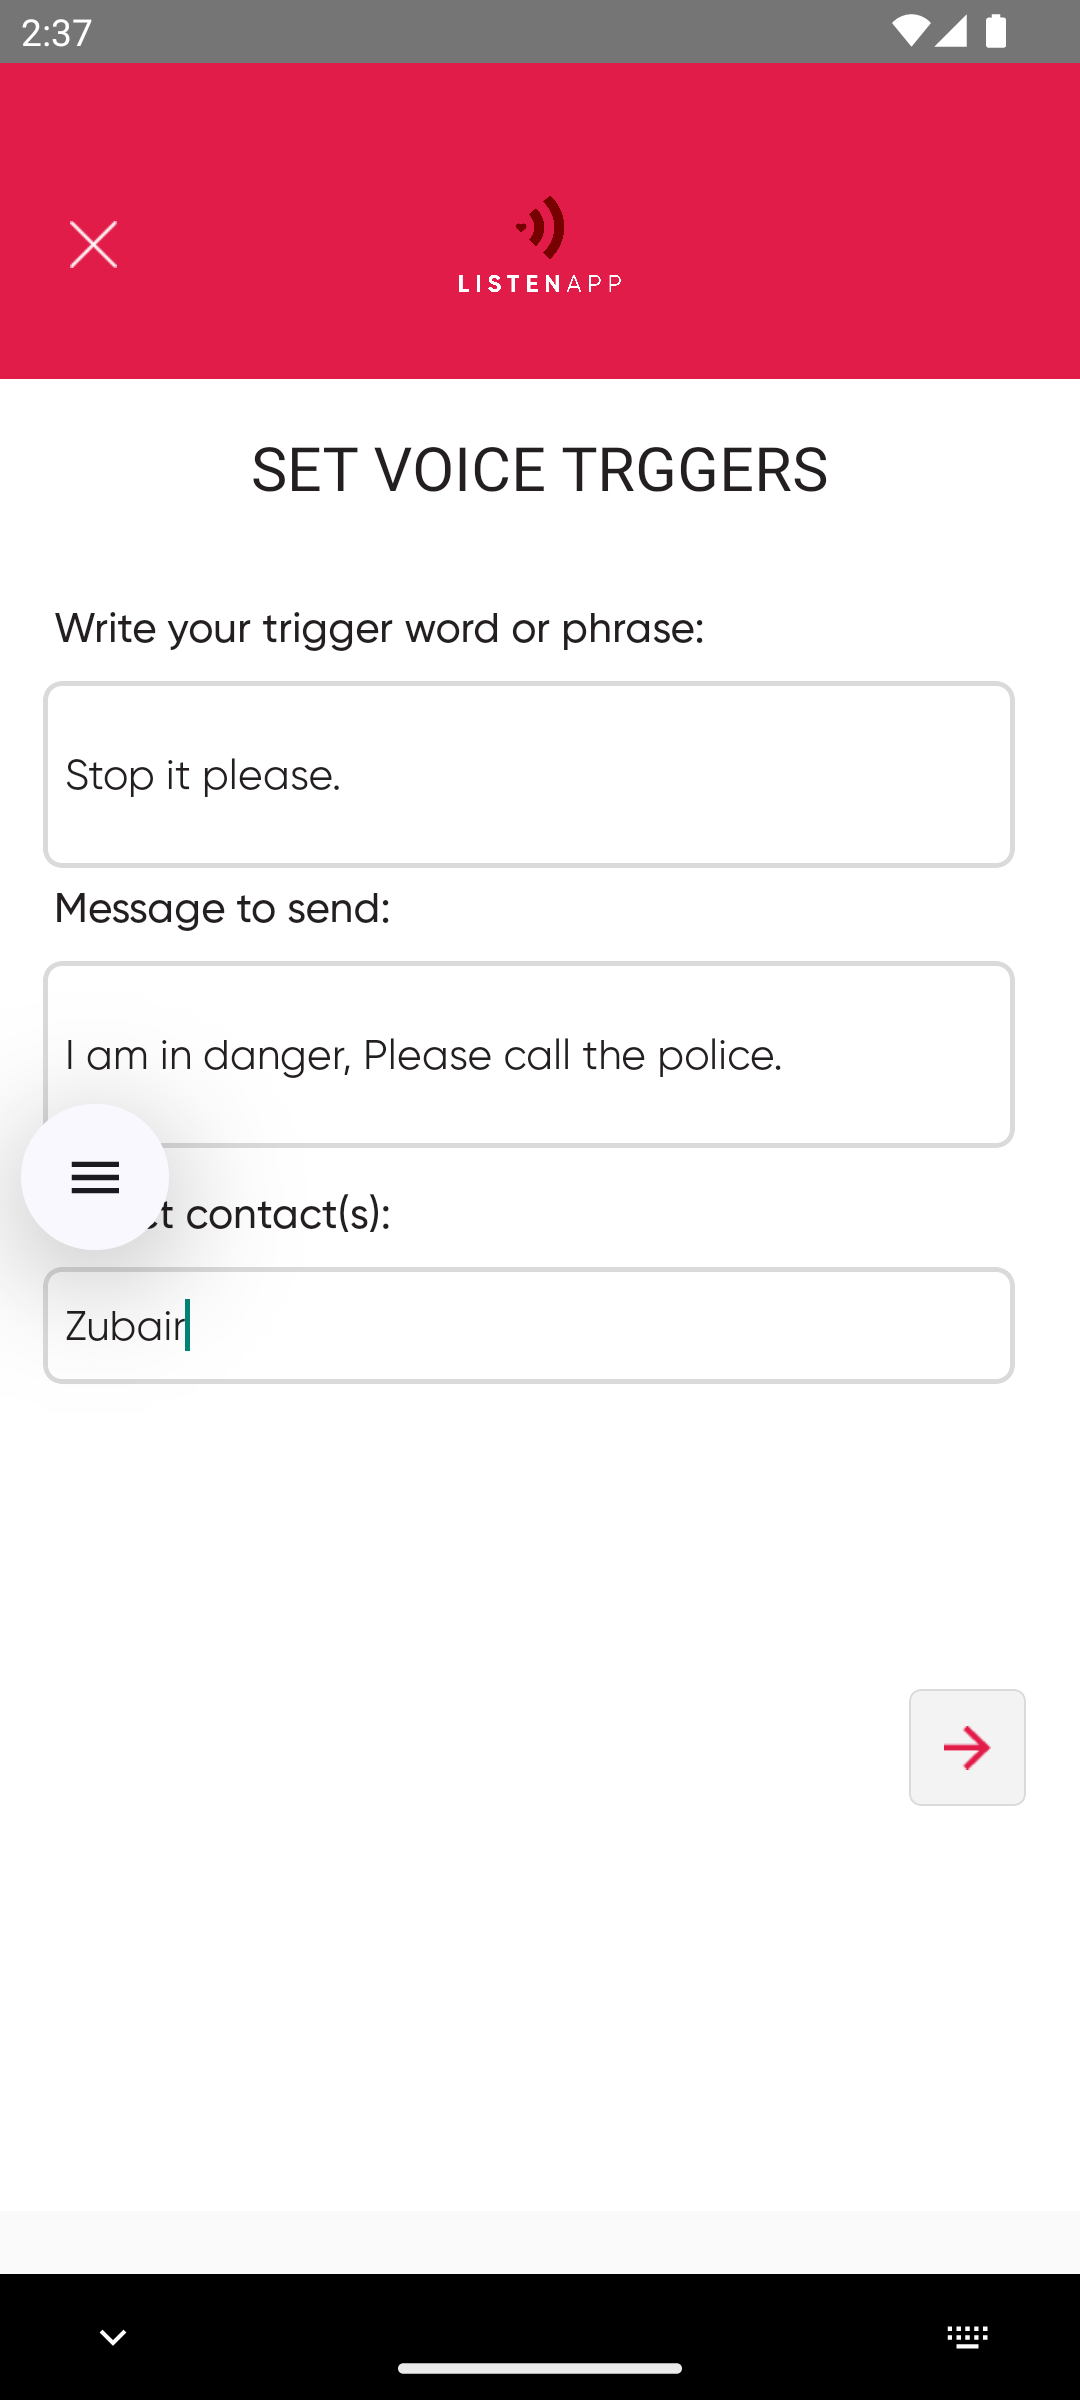 2:37
LISTENAPP
SET VOICE TRGGERS
Write your trigger word or phrase:
Stop it please.
Message to send:
I am in danger, Please call the police.
contact(s):
Zubair